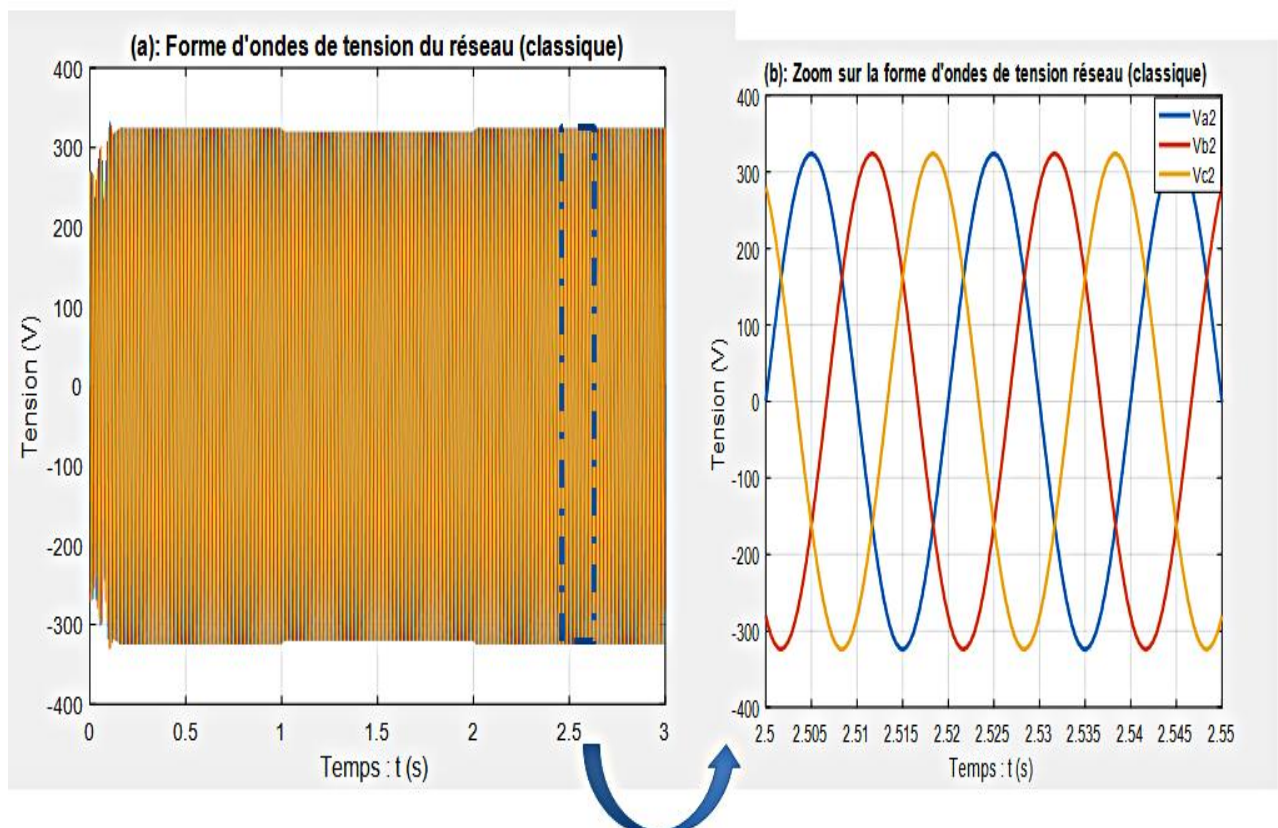 (a): Forme d'ondes de tension du réseau (classique)
400
300
200
100
0
-100
-200
-300
-400
Tension (V)
0 0.5 1 1.5 2 2.5 3
Temps : t (s)
(b): Zoom sur la forme d'ondes de tension réseau (classique)
Va2
Vb2
Vc2
400
300
200
100
0
-100
-200
-300
-400
Tension (V)
2.5 2.505 2.51 2.515 2.52 2.525 2.53 2.535 2.54 2.545 2.55
Temps : t (s)